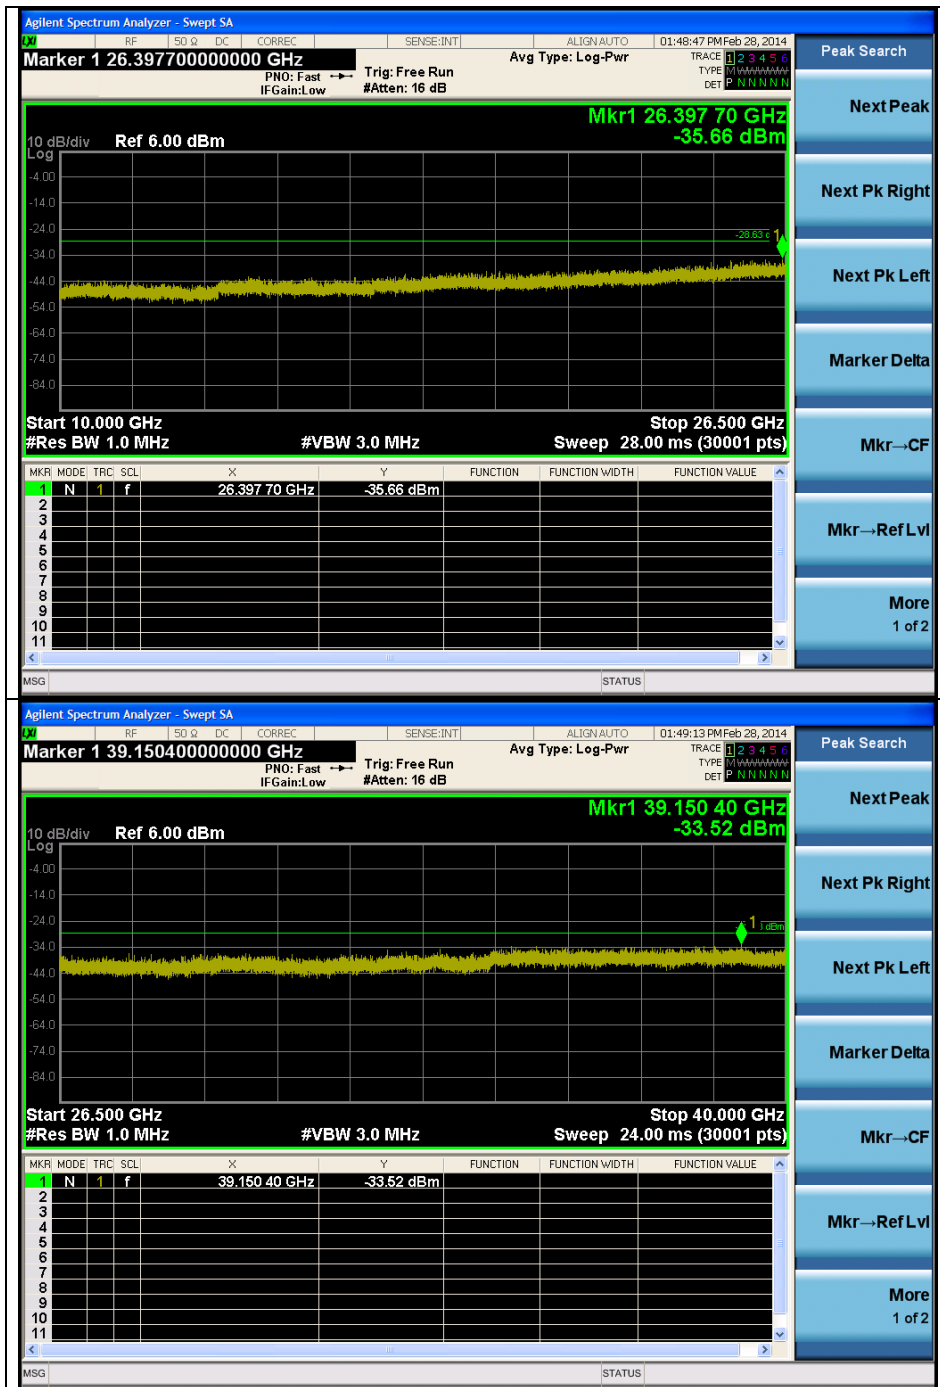 Agilent Spectrum Analyzer - Swept SA
LXI RF 50 Ω DC CORREC SENSE:INT ALIGN AUTO 01:48:47 PM Feb 28, 2014
Marker 1 26.397700000000 GHz
PNO: Fast
IFGain:Low
Trig: Free Run
#Atten: 16 dB
Avg Type: Log-Pwr
TRACE 1 2 3 4 5 6
TYPE M
DET P N N N N N
Mkr1 26.397 70 GHz
-35.66 dBm
10 dB/div Ref 6.00 dBm
Log
-4.00
-14.0
-24.0
-34.0
-44.0
-54.0
-64.0
-74.0
-84.0
-28.63
1
Start 10.000 GHz Stop 26.500 GHz
#Res BW 1.0 MHz #VBW 3.0 MHz Sweep 28.00 ms (30001 pts)
MKR MODE TRC SCL X Y FUNCTION FUNCTION WIDTH FUNCTION VALUE
1 N 1 f 26.397 70 GHz -35.66 dBm
2
3
4
5
6
7
8
9
10
11
MSG STATUS
Peak Search
Next Peak
Next Pk Right
Next Pk Left
Marker Delta
Mkr→CF
Mkr→Ref Lvl
More
1 of 2
Agilent Spectrum Analyzer - Swept SA
LXI RF 50 Ω DC CORREC SENSE:INT ALIGN AUTO 01:49:13 PM Feb 28, 2014
Marker 1 39.150400000000 GHz
PNO: Fast
IFGain:Low
Trig: Free Run
#Atten: 16 dB
Avg Type: Log-Pwr
TRACE 1 2 3 4 5 6
TYPE M
DET P N N N N N
Mkr1 39.150 40 GHz
-33.52 dBm
10 dB/div Ref 6.00 dBm
Log
-4.00
-14.0
-24.0
-34.0
-44.0
-54.0
-64.0
-74.0
-84.0
1
dBm
Start 26.500 GHz Stop 40.000 GHz
#Res BW 1.0 MHz #VBW 3.0 MHz Sweep 24.00 ms (30001 pts)
MKR MODE TRC SCL X Y FUNCTION FUNCTION WIDTH FUNCTION VALUE
1 N 1 f 39.150 40 GHz -33.52 dBm
2
3
4
5
6
7
8
9
10
11
MSG STATUS
Peak Search
Next Peak
Next Pk Right
Next Pk Left
Marker Delta
Mkr→CF
Mkr→Ref Lvl
More
1 of 2